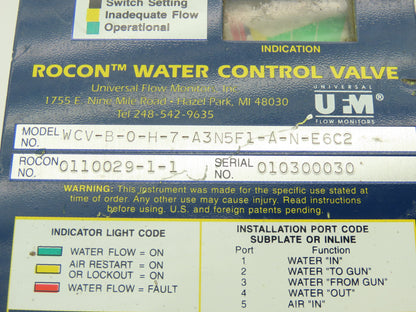 Switch Setting
Inadequate Flow
Operational
INDICATION
ROCON™ WATER CONTROL VALVE
Universal Flow Monitors, Inc.
1755 E. Nine Mile Road • Hazel Park, MI 48030
Tel 248-542-9635
UNIVERSAL
UFM
FLOW MONITORS
MODEL NO. WCV-B-O-H-7-A3N5F1-A-N-E6C2
ROCON NO. 0110029-1-1 SERIAL NO. 010300030
WARNING: This instrument was made for the specific use stated at
time of order. Any other use may cause injury. Read instructions
before using. U.S. and foreign patents pending.
INDICATOR LIGHT CODE
WATER FLOW = ON
AIR RESTART = ON
OR LOCKOUT = ON
WATER FLOW = FAULT
INSTALLATION PORT CODE
SUBPLATE OR INLINE
Port Function
1 WATER "IN"
2 WATER "TO GUN"
3 WATER "FROM GUN"
4 WATER "OUT"
5 AIR "IN"